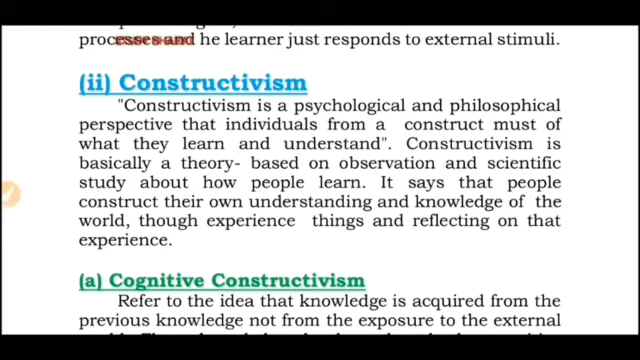 processes and he learner just responds to external stimuli.
(ii) Constructivism
"Constructivism is a psychological and philosophical
perspective that individuals from a construct must of
what they learn and understand". Constructivism is
basically a theory- based on observation and scientific
study about how people learn. It says that people
construct their own understanding and knowledge of the
world, though experience things and reflecting on that
experience.
(a) Cognitive Constructivism
Refer to the idea that knowledge is acquired from the
previous knowledge not from the exposure to the external